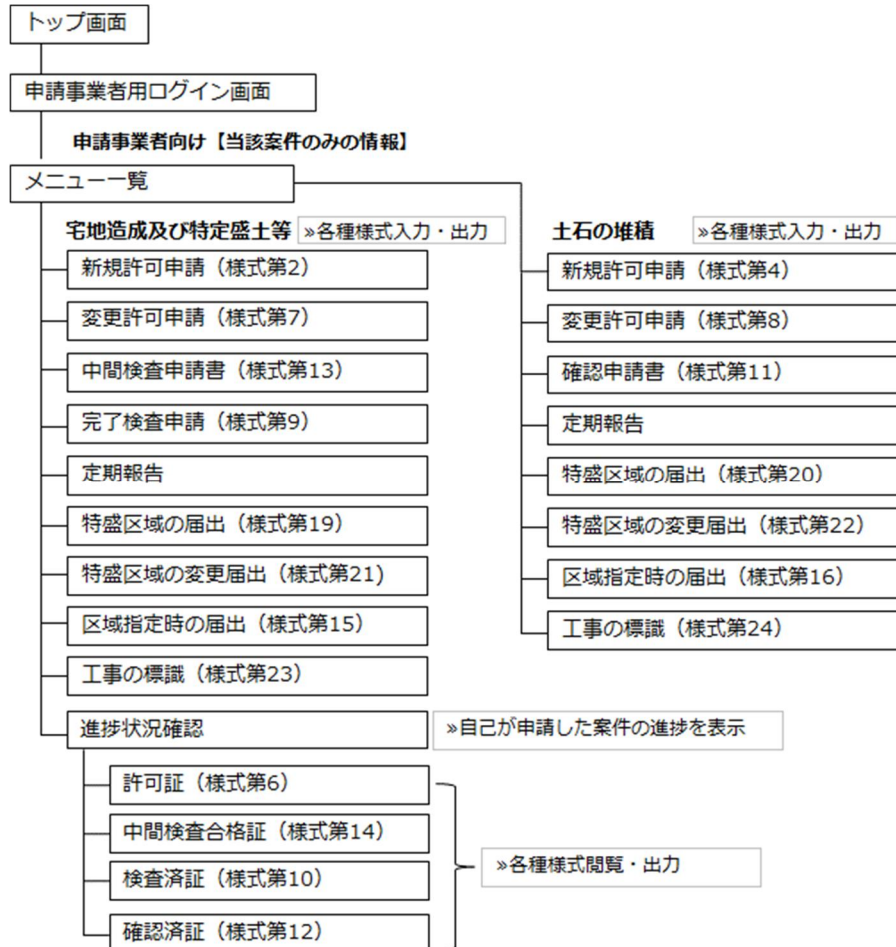 トップ画面
申請事業者用ログイン画面
申請事業者向け【当該案件のみの情報】
メニュー一覧
宅地造成及び特定盛土等
»各種様式入力・出力
新規許可申請（様式第2）
変更許可申請（様式第7）
中間検査申請書（様式第13）
完了検査申請（様式第9）
定期報告
特盛区域の届出（様式第19）
特盛区域の変更届出（様式第21)
区域指定時の届出（様式第15）
工事の標識（様式第23）
土石の堆積
»各種様式入力・出力
新規許可申請（様式第4）
変更許可申請（様式第8）
確認申請書（様式第11）
定期報告
特盛区域の届出（様式第20）
特盛区域の変更届出（様式第22）
区域指定時の届出（様式第16）
工事の標識（様式第24）
進捗状況確認
»自己が申請した案件の進捗を表示
許可証（様式第6）
中間検査合格証（様式第14）
検査済証（様式第10）
確認済証（様式第12）
»各種様式閲覧・出力